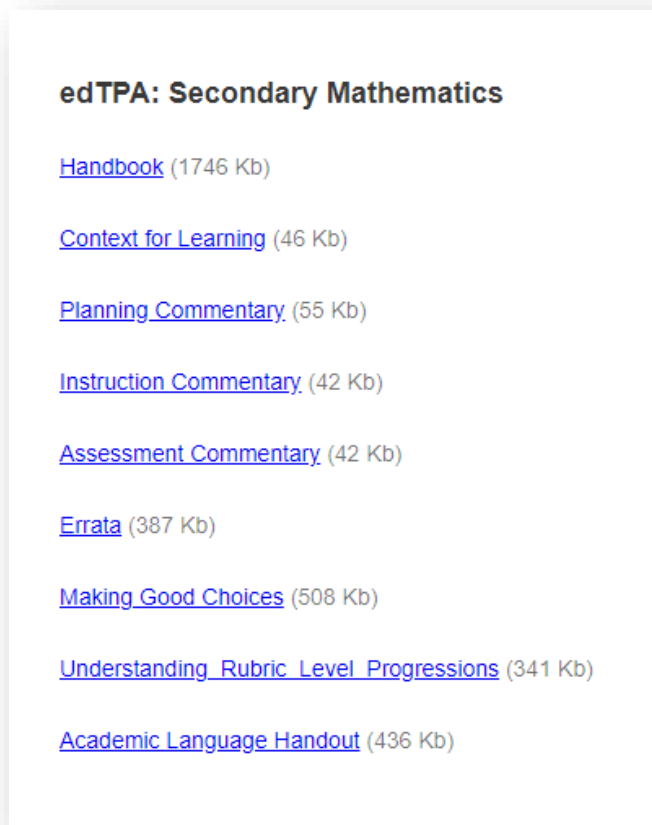 edTPA: Secondary Mathematics
Handbook (1746 Kb)
Context for Learning (46 Kb)
Planning Commentary (55 Kb)
Instruction Commentary (42 Kb)
Assessment Commentary (42 Kb)
Errata (387 Kb)
Making Good Choices (508 Kb)
Understanding_Rubric_Level_Progressions (341 Kb)
Academic Language Handout (436 Kb)